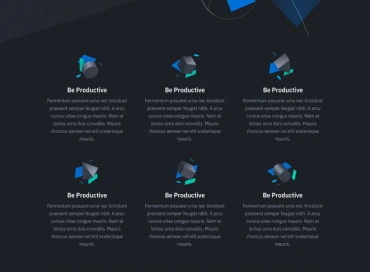 Be Productive
Fermentum posuere urna nec tincidunt
praesent semper feugiat nibh. A arcu
cursus vitae congue mauris. Nam at
lectus urna duis convallis. Mauris
rhoncus aenean vel elit scelerisque
mauris.
Be Productive
Fermentum posuere urna nec tincidunt
praesent semper feugiat nibh. A arcu
cursus vitae congue mauris. Nam at
lectus urna duis convallis. Mauris
rhoncus aenean vel elit scelerisque
mauris.
Be Productive
Fermentum posuere urna nec tincidunt
praesent semper feugiat nibh. A arcu
cursus vitae congue mauris. Nam at
lectus urna duis convallis. Mauris
rhoncus aenean vel elit scelerisque
mauris.
Be Productive
Fermentum posuere urna nec tincidunt
praesent semper feugiat nibh. A arcu
cursus vitae congue mauris. Nam at
lectus urna duis convallis. Mauris
rhoncus aenean vel elit scelerisque
mauris.
Be Productive
Fermentum posuere urna nec tincidunt
praesent semper feugiat nibh. A arcu
cursus vitae congue mauris. Nam at
lectus urna duis convallis. Mauris
rhoncus aenean vel elit scelerisque
mauris.
Be Productive
Fermentum posuere urna nec tincidunt
praesent semper feugiat nibh. A arcu
cursus vitae congue mauris. Nam at
lectus urna duis convallis. Mauris
rhoncus aenean vel elit scelerisque
mauris.